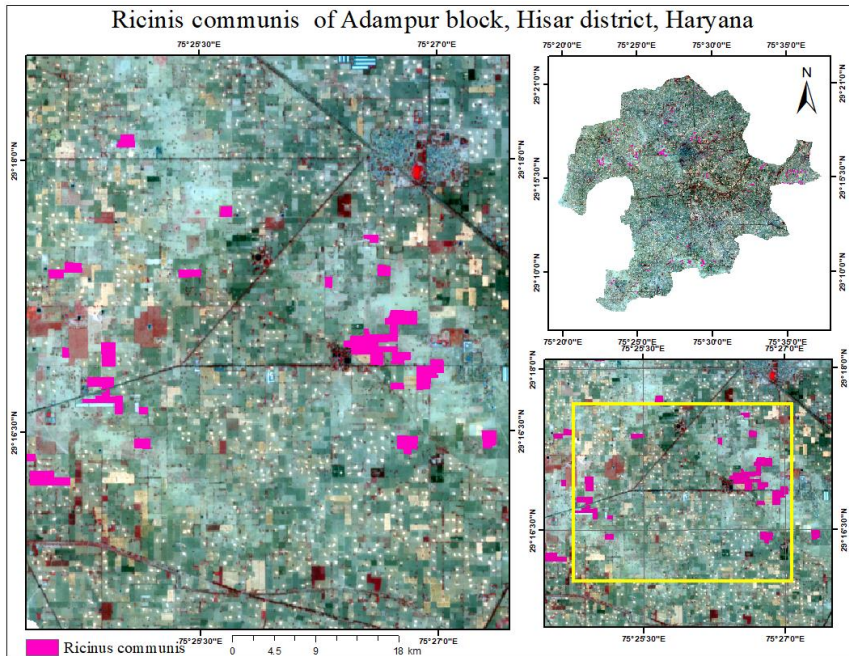 Ricinis communis of Adampur block, Hisar district, Haryana
75°25'30"E
75°27'0"E
29°18'0"N
29°18'0"N
29°16'30"N
29°16'30"N
75°25'30"E
75°27'0"E
75°20'0"E
75°25'0"E
75°30'0"E
75°35'0"E
N
29°21'0"N
29°21'0"N
29°15'30"N
29°15'30"N
29°10'0"N
29°10'0"N
75°20'0"E
75°25'0"E
75°30'0"E
75°35'0"E
75°25'30"E
75°27'0"E
29°18'0"N
29°18'0"N
29°16'30"N
29°16'30"N
75°25'30"E
75°27'0"E
Ricinus communis
0 4.5 9 18 km